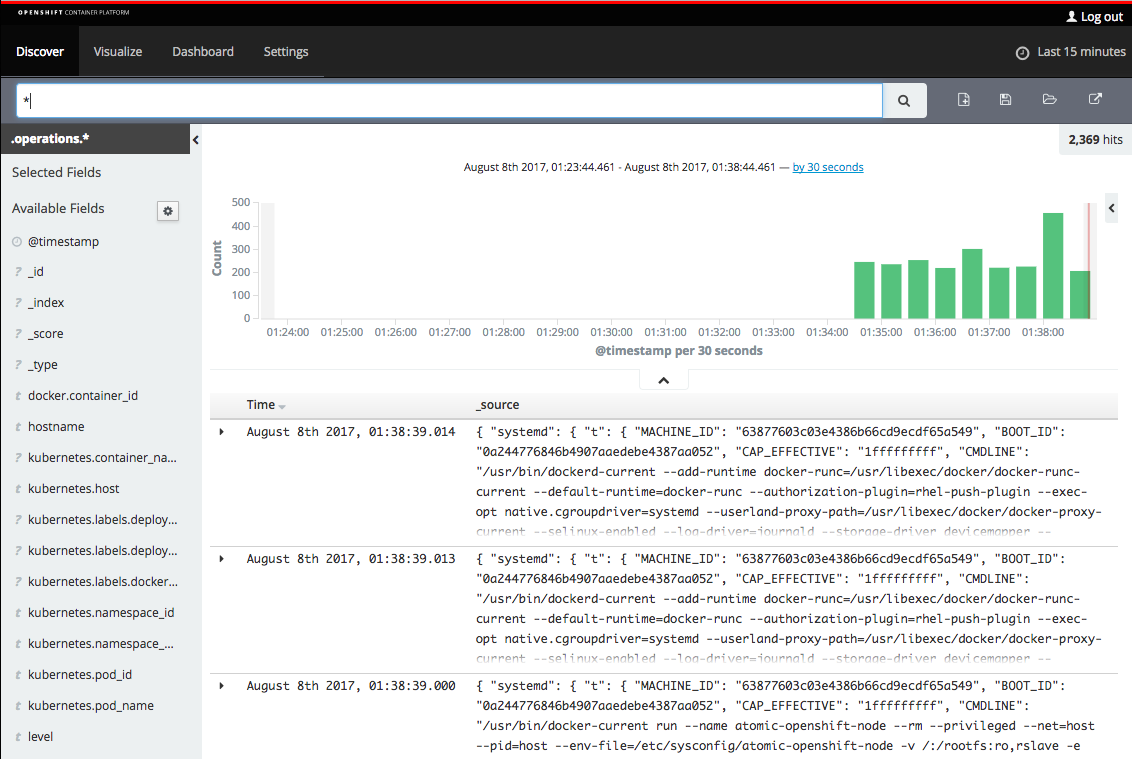 OPENSHIFT CONTAINER PLATFORM
Log out
Discover Visualize Dashboard Settings Last 15 minutes
*
.operations.*
2,369 hits
Selected Fields
Available Fields
@timestamp
? _id
? _index
? _score
? _type
t docker.container_id
t hostname
? kubernetes.container_na...
t kubernetes.host
? kubernetes.labels.deploy...
? kubernetes.labels.deploy...
? kubernetes.labels.docker...
t kubernetes.namespace_id
t kubernetes.namespace_...
t kubernetes.pod_id
t kubernetes.pod_name
t level
August 8th 2017, 01:23:44.461 - August 8th 2017, 01:38:44.461 — by 30 seconds
Count
500
400
300
200
100
0
01:24:00 01:25:00 01:26:00 01:27:00 01:28:00 01:29:00 01:30:00 01:31:00 01:32:00 01:33:00 01:34:00 01:35:00 01:36:00 01:37:00 01:38:00
@timestamp per 30 seconds
Time _source
August 8th 2017, 01:38:39.014 { "systemd": { "t": { "MACHINE_ID": "63877603c03e4386b66cd9ecdf65a549", "BOOT_ID":
"0a244776846b4907aaedebe4387aa052", "CAP_EFFECTIVE": "1fffffffff", "CMDLINE":
"/usr/bin/dockerd-current --add-runtime docker-runc=/usr/libexec/docker/docker-runc-
current --default-runtime=docker-runc --authorization-plugin=rhel-push-plugin --exec-
opt native.cgroupdriver=systemd --userland-proxy-path=/usr/libexec/docker/docker-proxy-
current --selinux-enabled --log-driver=journald --storage-driver devicemapper --
August 8th 2017, 01:38:39.013 { "systemd": { "t": { "MACHINE_ID": "63877603c03e4386b66cd9ecdf65a549", "BOOT_ID":
"0a244776846b4907aaedebe4387aa052", "CAP_EFFECTIVE": "1fffffffff", "CMDLINE":
"/usr/bin/dockerd-current --add-runtime docker-runc=/usr/libexec/docker/docker-runc-
current --default-runtime=docker-runc --authorization-plugin=rhel-push-plugin --exec-
opt native.cgroupdriver=systemd --userland-proxy-path=/usr/libexec/docker/docker-proxy-
current --selinux-enabled --log-driver=journald --storage-driver devicemapper --
August 8th 2017, 01:38:39.000 { "systemd": { "t": { "MACHINE_ID": "63877603c03e4386b66cd9ecdf65a549", "BOOT_ID":
"0a244776846b4907aaedebe4387aa052", "CAP_EFFECTIVE": "1fffffffff", "CMDLINE":
"/usr/bin/docker-current run --name atomic-openshift-node --rm --privileged --net=host
--pid=host --env-file=/etc/sysconfig/atomic-openshift-node -v /:/rootfs:ro,rslave -e